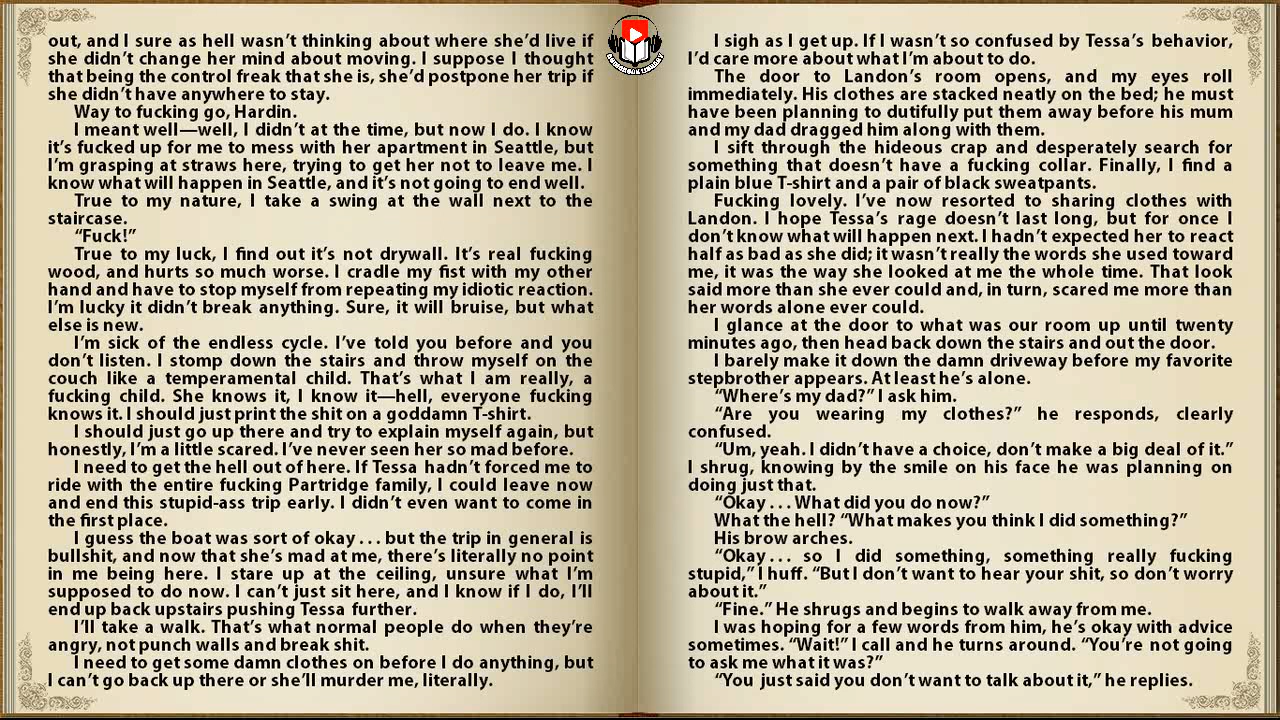 out, and I sure as hell wasn’t thinking about where she’d live if
she didn’t change her mind about moving. I suppose I thought
that being the control freak that she is, she’d postpone her trip if
she didn’t have anywhere to stay.
Way to fucking go, Hardin.
I meant well—well, I didn’t at the time, but now I do. I know
it’s fucked up for me to mess with her apartment in Seattle, but
I’m grasping at straws here, trying to get her not to leave me. I
know what will happen in Seattle, and it’s not going to end well.
True to my nature, I take a swing at the wall next to the
staircase.
“Fuck!”
True to my luck, I find out it’s not drywall. It’s real fucking
wood, and hurts so much worse. I cradle my fist with my other
hand and have to stop myself from repeating my idiotic reaction.
I’m lucky it didn’t break anything. Sure, it will bruise, but what
else is new.
I’m sick of the endless cycle. I’ve told you before and you
don’t listen. I stomp down the stairs and throw myself on the
couch like a temperamental child. That’s what I am really, a
fucking child. She knows it, I know it—hell, everyone fucking
knows it. I should just print the shit on a goddamn T-shirt.
I should just go up there and try to explain myself again, but
honestly, I’m a little scared. I’ve never seen her so mad before.
I need to get the hell out of here. If Tessa hadn’t forced me to
ride with the entire fucking Partridge family, I could leave now
and end this stupid-ass trip early. I didn’t even want to come in
the first place.
I guess the boat was sort of okay . . . but the trip in general is
bullshit, and now that she’s mad at me, there’s literally no point
in me being here. I stare up at the ceiling, unsure what I’m
supposed to do now. I can’t just sit here, and I know if I do, I’ll
end up back upstairs pushing Tessa further.
I’ll take a walk. That’s what normal people do when they’re
angry, not punch walls and break shit.
I need to get some damn clothes on before I do anything, but
I can’t go back up there or she’ll murder me, literally.
I sigh as I get up. If I wasn’t so confused by Tessa’s behavior,
I’d care more about what I’m about to do.
The door to Landon’s room opens, and my eyes roll
immediately. His clothes are stacked neatly on the bed; he must
have been planning to dutifully put them away before his mum
and my dad dragged him along with them.
I sift through the hideous crap and desperately search for
something that doesn’t have a fucking collar. Finally, I find a
plain blue T-shirt and a pair of black sweatpants.
Fucking lovely. I’ve now resorted to sharing clothes with
Landon. I hope Tessa’s rage doesn’t last long, but for once I
don’t know what will happen next. I hadn’t expected her to react
half as bad as she did; it wasn’t really the words she used toward
me, it was the way she looked at me the whole time. That look
said more than she ever could and, in turn, scared me more than
her words alone ever could.
I glance at the door to what was our room up until twenty
minutes ago, then head back down the stairs and out the door.
I barely make it down the damn driveway before my favorite
stepbrother appears. At least he’s alone.
“Where’s my dad?” I ask him.
“Are you wearing my clothes?” he responds, clearly
confused.
“Um, yeah. I didn’t have a choice, don’t make a big deal of it.”
I shrug, knowing by the smile on his face he was planning on
doing just that.
“Okay . . . What did you do now?”
What the hell? “What makes you think I did something?”
His brow arches.
“Okay . . . so I did something, something really fucking
stupid,” I huff. “But I don’t want to hear your shit, so don’t worry
about it.”
“Fine.” He shrugs and begins to walk away from me.
I was hoping for a few words from him, he’s okay with advice
sometimes. “Wait!” I call and he turns around. “You’re not going
to ask me what it was?”
“You just said you don’t want to talk about it,” he replies.